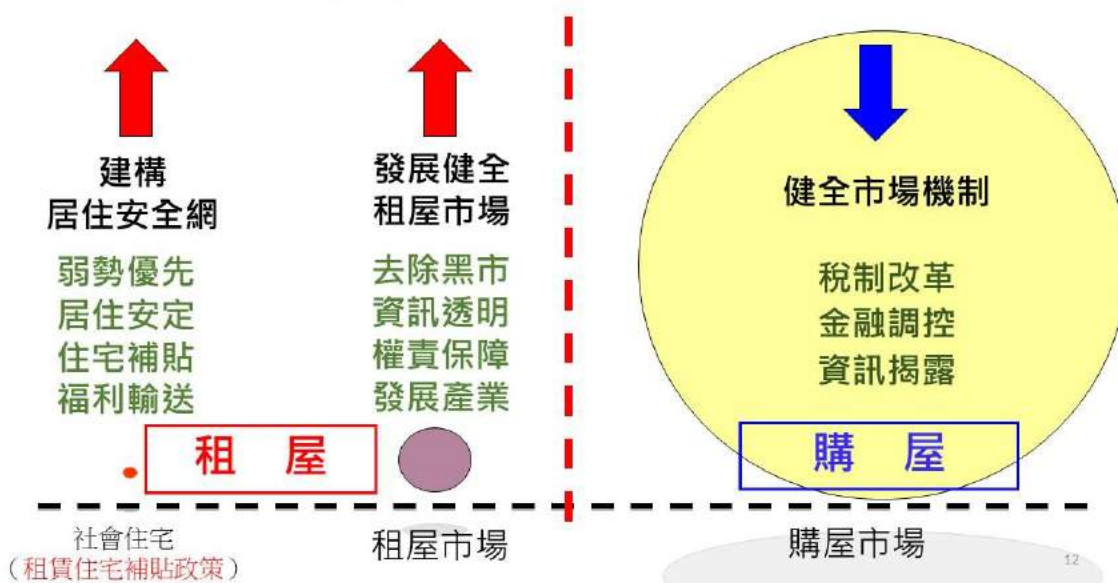 建構
居住安全網
弱勢優先
居住安定
住宅補貼
福利輸送
發展健全
租屋市場
去除黑市
資訊透明
權責保障
發展產業
租 屋
健全市場機制
稅制改革
金融調控
資訊揭露
購 屋
社會住宅
（租賃住宅補貼政策）
租屋市場
購屋市場
12